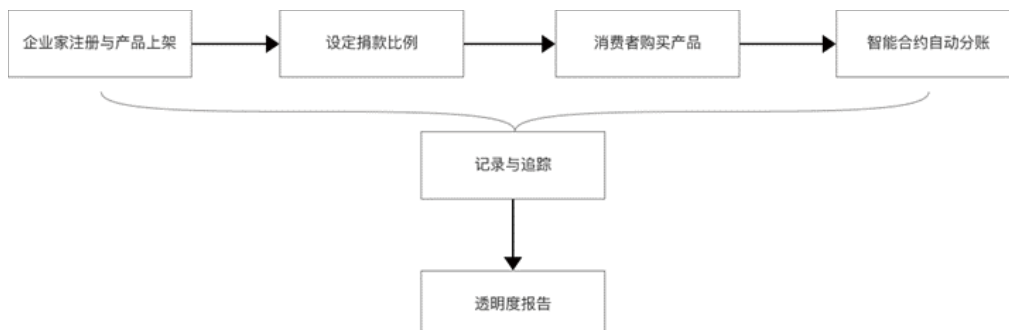 企业家注册与产品上架
设定捐款比例
消费者购买产品
智能合约自动分账
记录与追踪
透明度报告